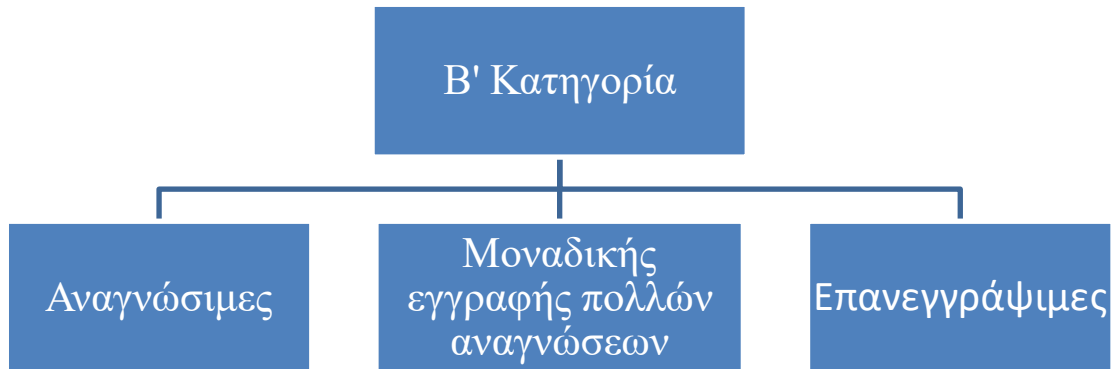 Β' Κατηγορία
Αναγνώσιμες
Μοναδικής
εγγραφής πολλών
αναγνώσεων
Επανεγγράψιμες